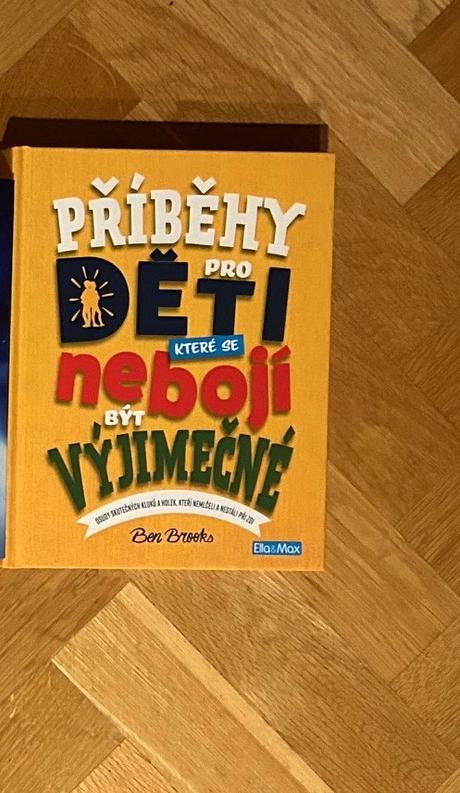 PŘÍBĚHY
PRO
DĚTI
KTERÉ SE
nebojí
BÝT
VÝJIMEČNÉ
OSUDY SKUTEČNÝCH KLUKŮ A HOLEK, KTEŘÍ NEMLČELI A NESTÁLI PŘI ZDI
Ben Brooks
Ella & Max